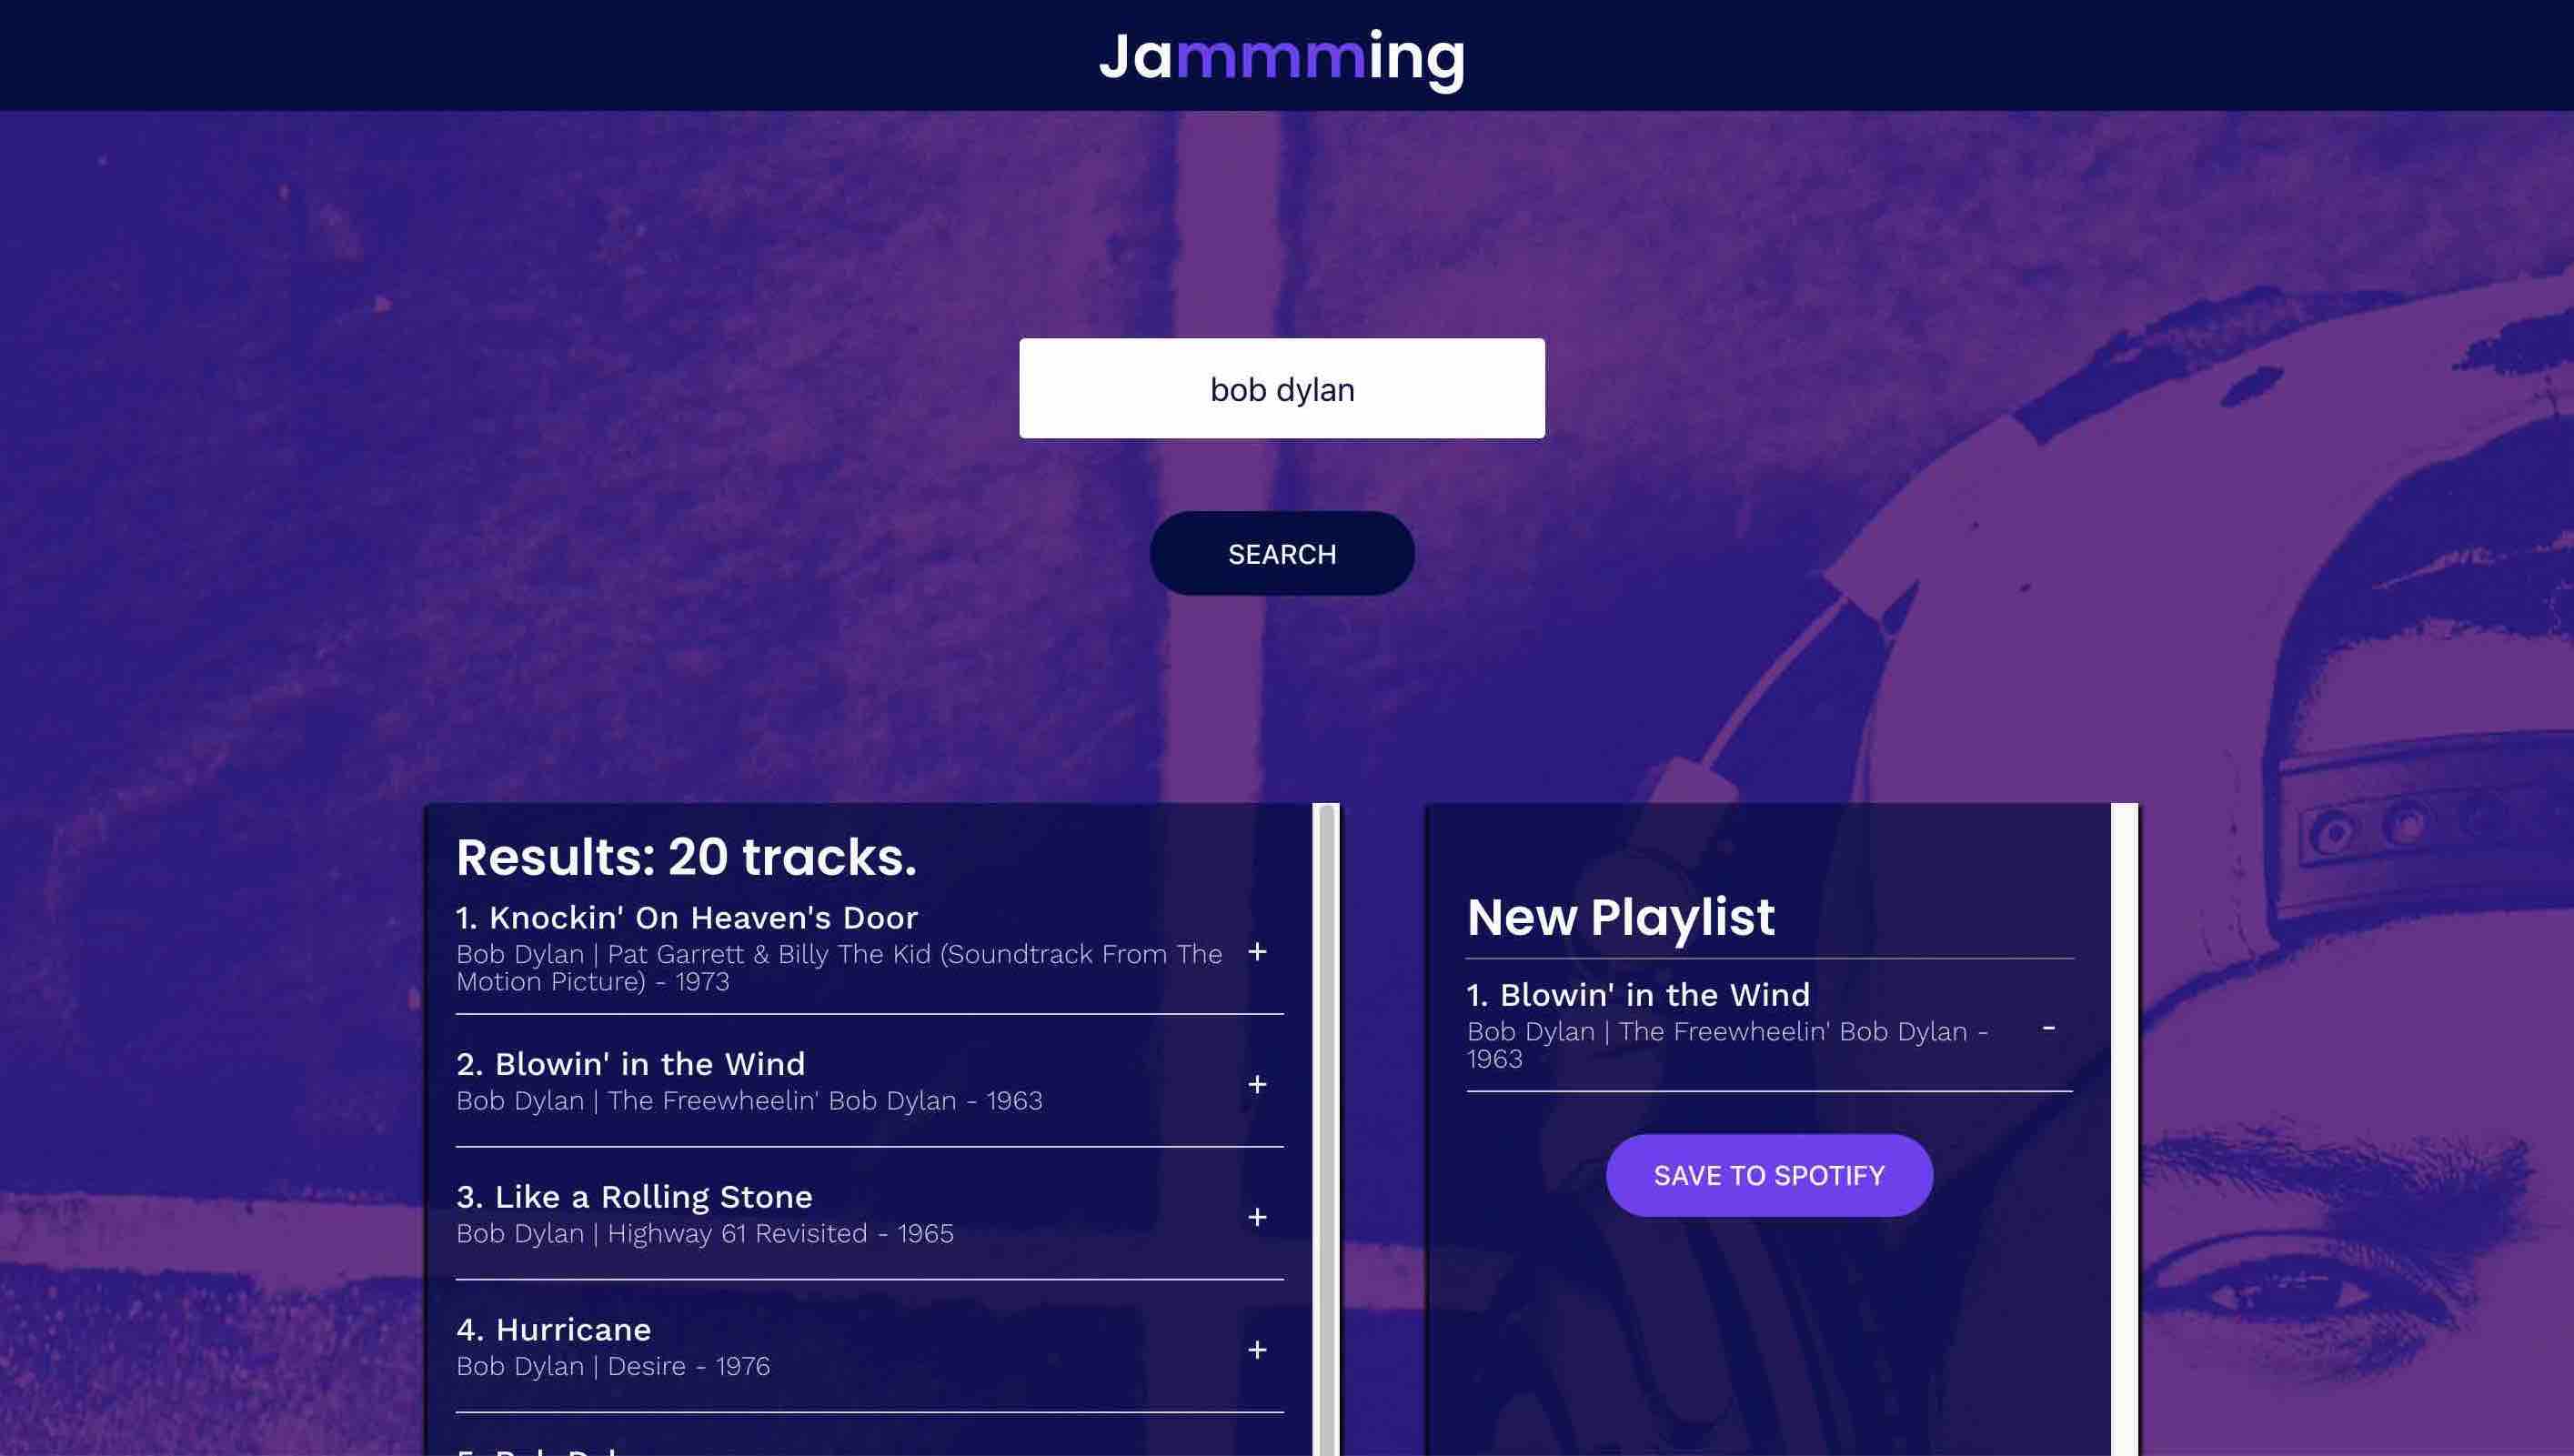 Jammming
bob dylan
SEARCH
Results: 20 tracks.
1. Knockin' On Heaven's Door
Bob Dylan | Pat Garrett & Billy The Kid (Soundtrack From The
Motion Picture) - 1973
+
2. Blowin' in the Wind
Bob Dylan | The Freewheelin' Bob Dylan - 1963
+
3. Like a Rolling Stone
Bob Dylan | Highway 61 Revisited - 1965
+
4. Hurricane
Bob Dylan | Desire - 1976
+
New Playlist
1. Blowin' in the Wind
Bob Dylan | The Freewheelin' Bob Dylan -
1963
-
SAVE TO SPOTIFY